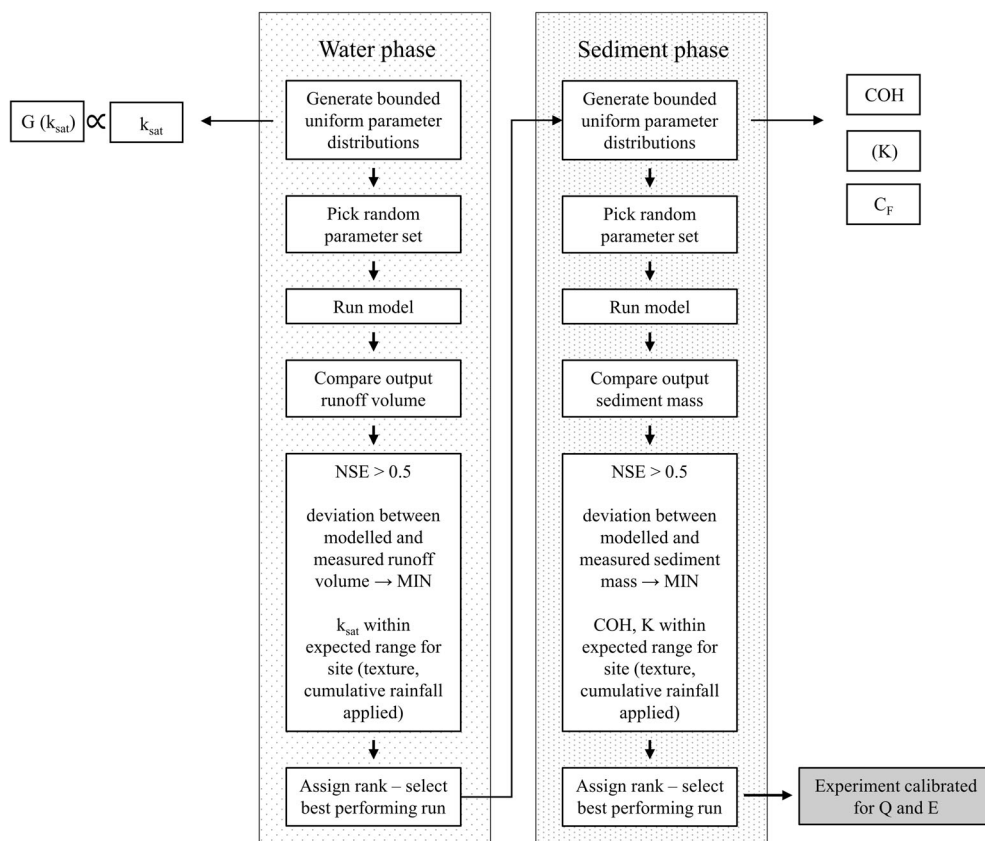 Water phase
Generate bounded
uniform parameter
distributions
G (ksat) ∝ ksat
Pick random
parameter set
Run model
Compare output
runoff volume
NSE > 0.5
deviation between
modelled and
measured runoff
volume → MIN
ksat within
expected range for
site (texture,
cumulative rainfall
applied)
Assign rank – select
best performing run
Sediment phase
Generate bounded
uniform parameter
distributions
COH
(K)
CF
Pick random
parameter set
Run model
Compare output
sediment mass
NSE > 0.5
deviation between
modelled and
measured sediment
mass → MIN
COH, K within
expected range for
site (texture,
cumulative rainfall
applied)
Assign rank – select
best performing run
Experiment calibrated
for Q and E